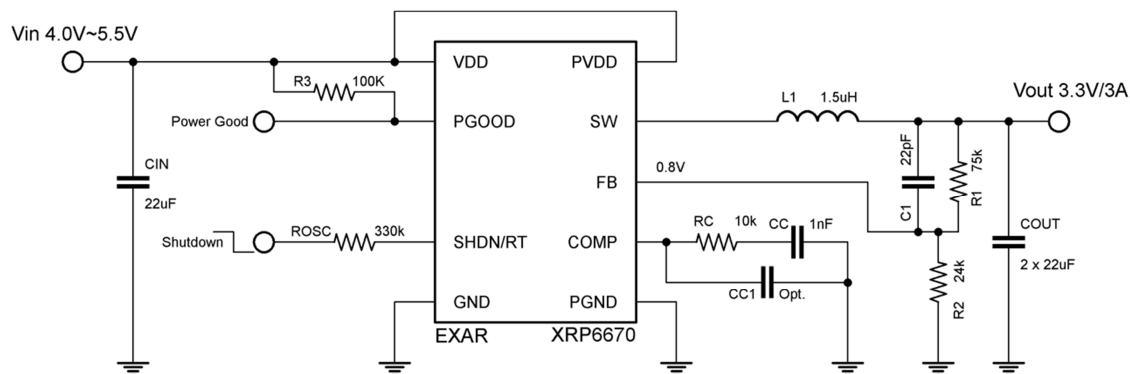 Vin 4.0V~5.5V
VDD
PVDD
R3
100K
Vout 3.3V/3A
L1
1.5uH
Power Good
PGOOD
SW
22pF
75k
CIN
0.8V
FB
22uF
C1
R1
ROSC
330k
RC
10k
CC
1nF
COUT
Shutdown
SHDN/RT
COMP
2 x 22uF
24k
CC1
Opt.
GND
PGND
R2
EXAR
XRP6670